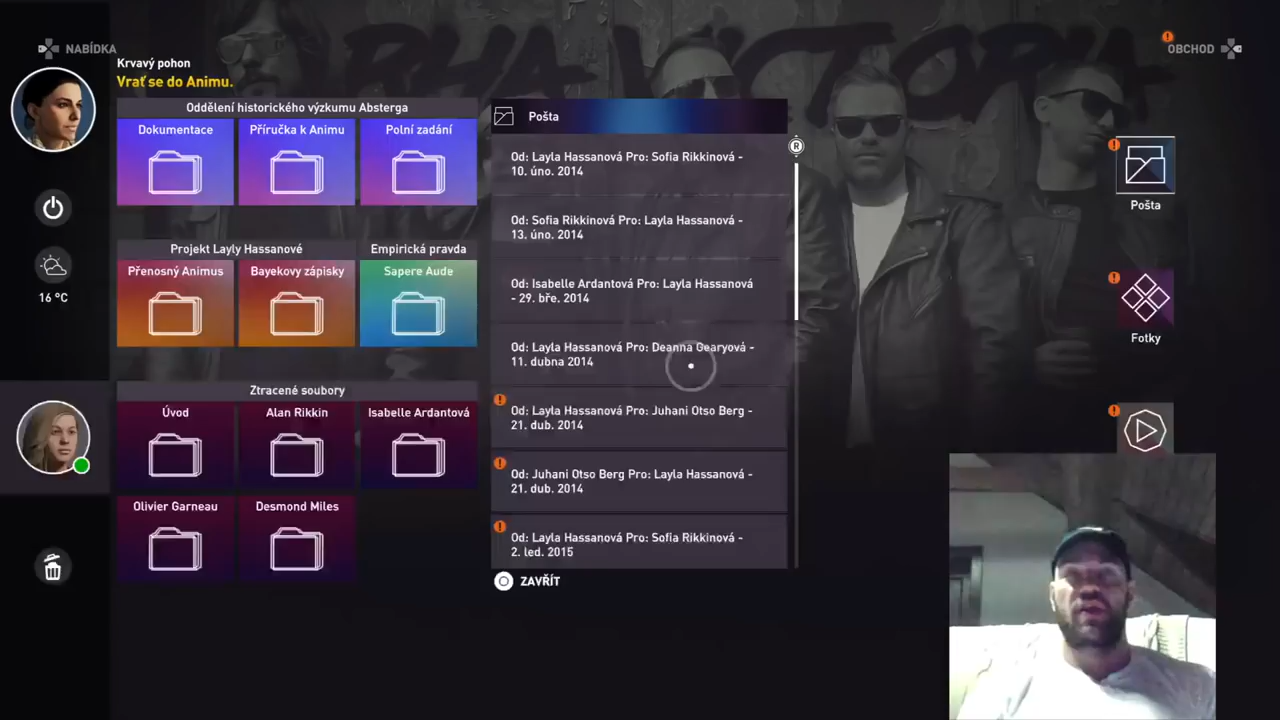 NABÍDKA
OBCHOD
Krvavý pohon
Vrať se do Animu.
Oddělení historického výzkumu Absterga
Dokumentace
Příručka k Animu
Polní zadání
Projekt Layly Hassanové
Empirická pravda
Přenosný Animus
Bayekovy zápisky
Sapere Aude
16 °C
Ztracené soubory
Úvod
Alan Rikkin
Isabelle Ardantová
Olivier Garneau
Desmond Miles
Pošta
R
Od: Layla Hassanová Pro: Sofia Rikkinová -
10. úno. 2014
Od: Sofia Rikkinová Pro: Layla Hassanová -
13. úno. 2014
Od: Isabelle Ardantová Pro: Layla Hassanová
- 29. bře. 2014
Od: Layla Hassanová Pro: Deanna Gearyová -
11. dubna 2014
Od: Layla Hassanová Pro: Juhani Otso Berg -
21. dub. 2014
Od: Juhani Otso Berg Pro: Layla Hassanová -
21. dub. 2014
Od: Layla Hassanová Pro: Sofia Rikkinová -
2. led. 2015
ZAVŘÍT
Pošta
Fotky